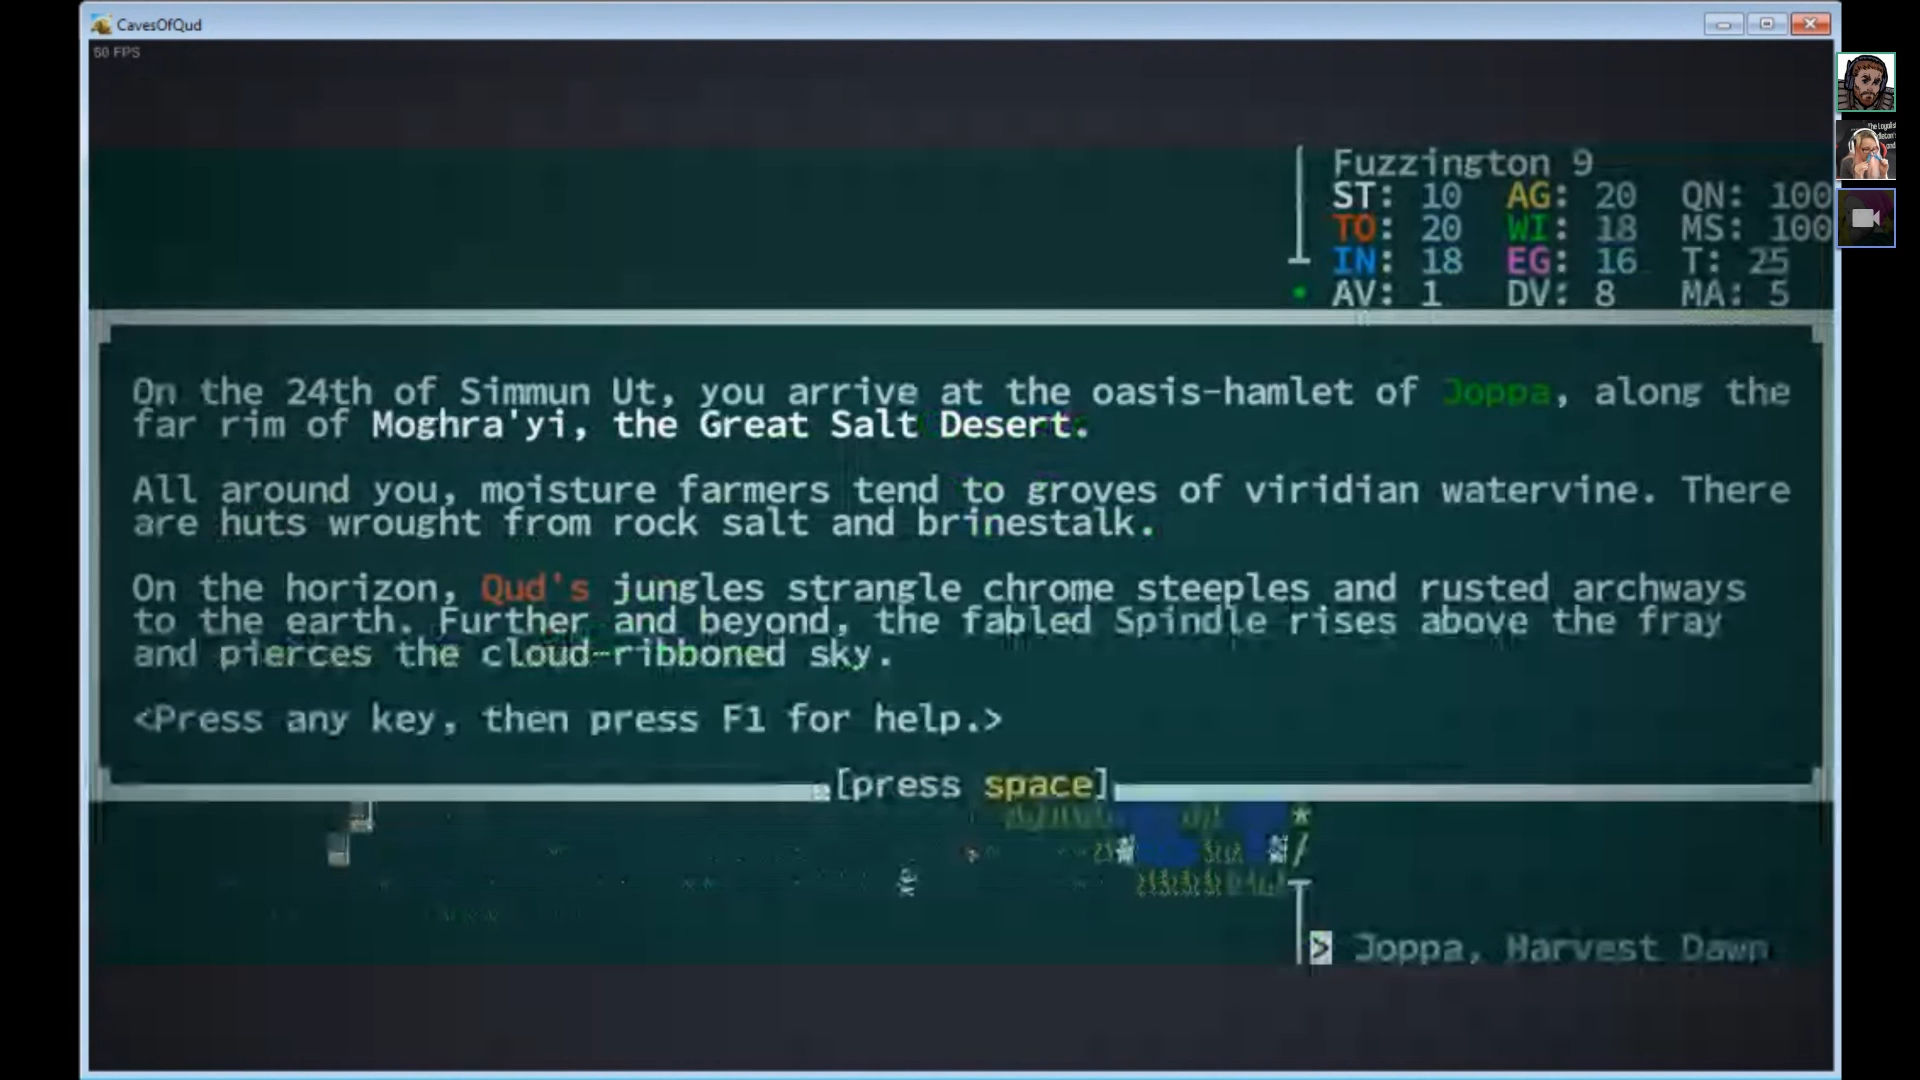 CavesOfQud
60 FPS
Fuzzington 9
ST: 10 AG: 20 QN: 100
TO: 20 WI: 18 MS: 100
IN: 18 EG: 16 T: 25
AV: 1 DV: 8 MA: 5
On the 24th of Simmun Ut, you arrive at the oasis-hamlet of Joppa, along the
far rim of Moghra'yi, the Great Salt Desert.
All around you, moisture farmers tend to groves of viridian watervine. There
are huts wrought from rock salt and brinestalk.
On the horizon, Qud's jungles strangle chrome steeples and rusted archways
to the earth. Further and beyond, the fabled Spindle rises above the fray
and pierces the cloud-ribboned sky.
<Press any key, then press F1 for help.>
[press space]
> Joppa, Harvest Dawn